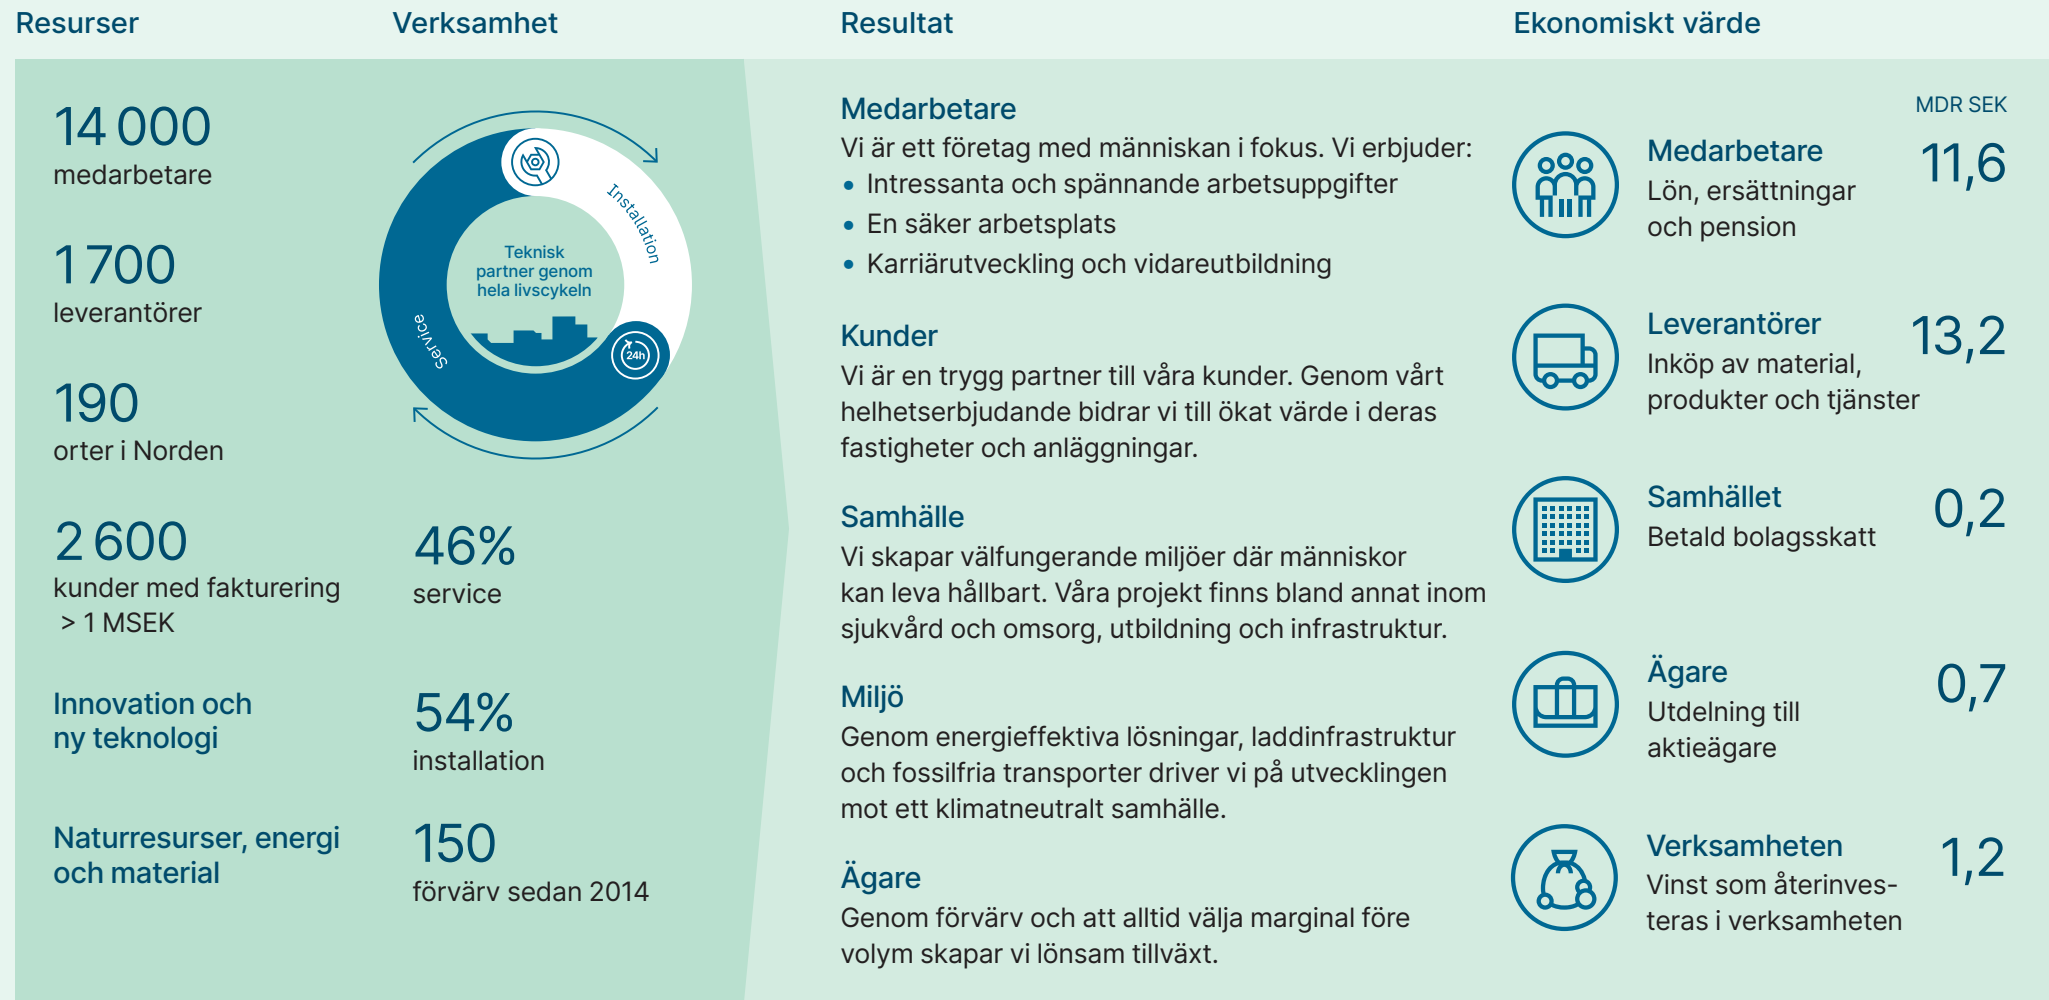 Resurser
Verksamhet
Resultat
Ekonomiskt värde
14 000
medarbetare
1 700
leverantörer
190
orter i Norden
2 600
kunder med fakturering
> 1 MSEK
Innovation och
ny teknologi
Naturresurser, energi
och material
Installation
Teknisk
partner genom
hela livscykeln
Service
24h
46%
service
54%
installation
150
förvärv sedan 2014
Medarbetare
Vi är ett företag med människan i fokus. Vi erbjuder:
• Intressanta och spännande arbetsuppgifter
• En säker arbetsplats
• Karriärutveckling och vidareutbildning
Kunder
Vi är en trygg partner till våra kunder. Genom vårt
helhetserbjudande bidrar vi till ökat värde i deras
fastigheter och anläggningar.
Samhälle
Vi skapar välfungerande miljöer där människor
kan leva hållbart. Våra projekt finns bland annat inom
sjukvård och omsorg, utbildning och infrastruktur.
Miljö
Genom energieffektiva lösningar, laddinfrastruktur
och fossilfria transporter driver vi på utvecklingen
mot ett klimatneutralt samhälle.
Ägare
Genom förvärv och att alltid välja marginal före
volym skapar vi lönsam tillväxt.
MDR SEK
Medarbetare
11,6
Lön, ersättningar
och pension
Leverantörer
13,2
Inköp av material,
produkter och tjänster
Samhället
0,2
Betald bolagsskatt
Ägare
0,7
Utdelning till
aktieägare
Verksamheten
1,2
Vinst som återinves-
teras i verksamheten